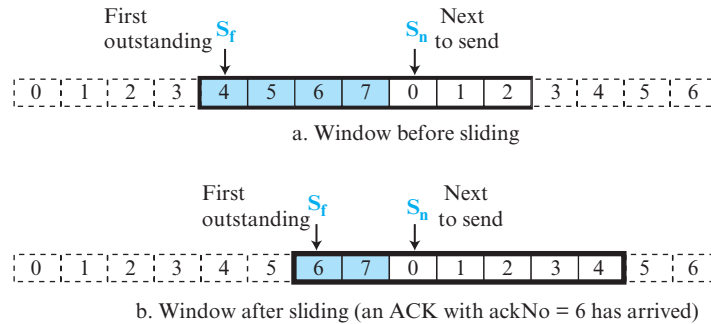 First Next
outstanding Sf Sn to send
0 1 2 3 4 5 6 7 0 1 2 3 4 5 6
a. Window before sliding
First Next
outstanding Sf Sn to send
0 1 2 3 4 5 6 7 0 1 2 3 4 5 6
b. Window after sliding (an ACK with ackNo = 6 has arrived)